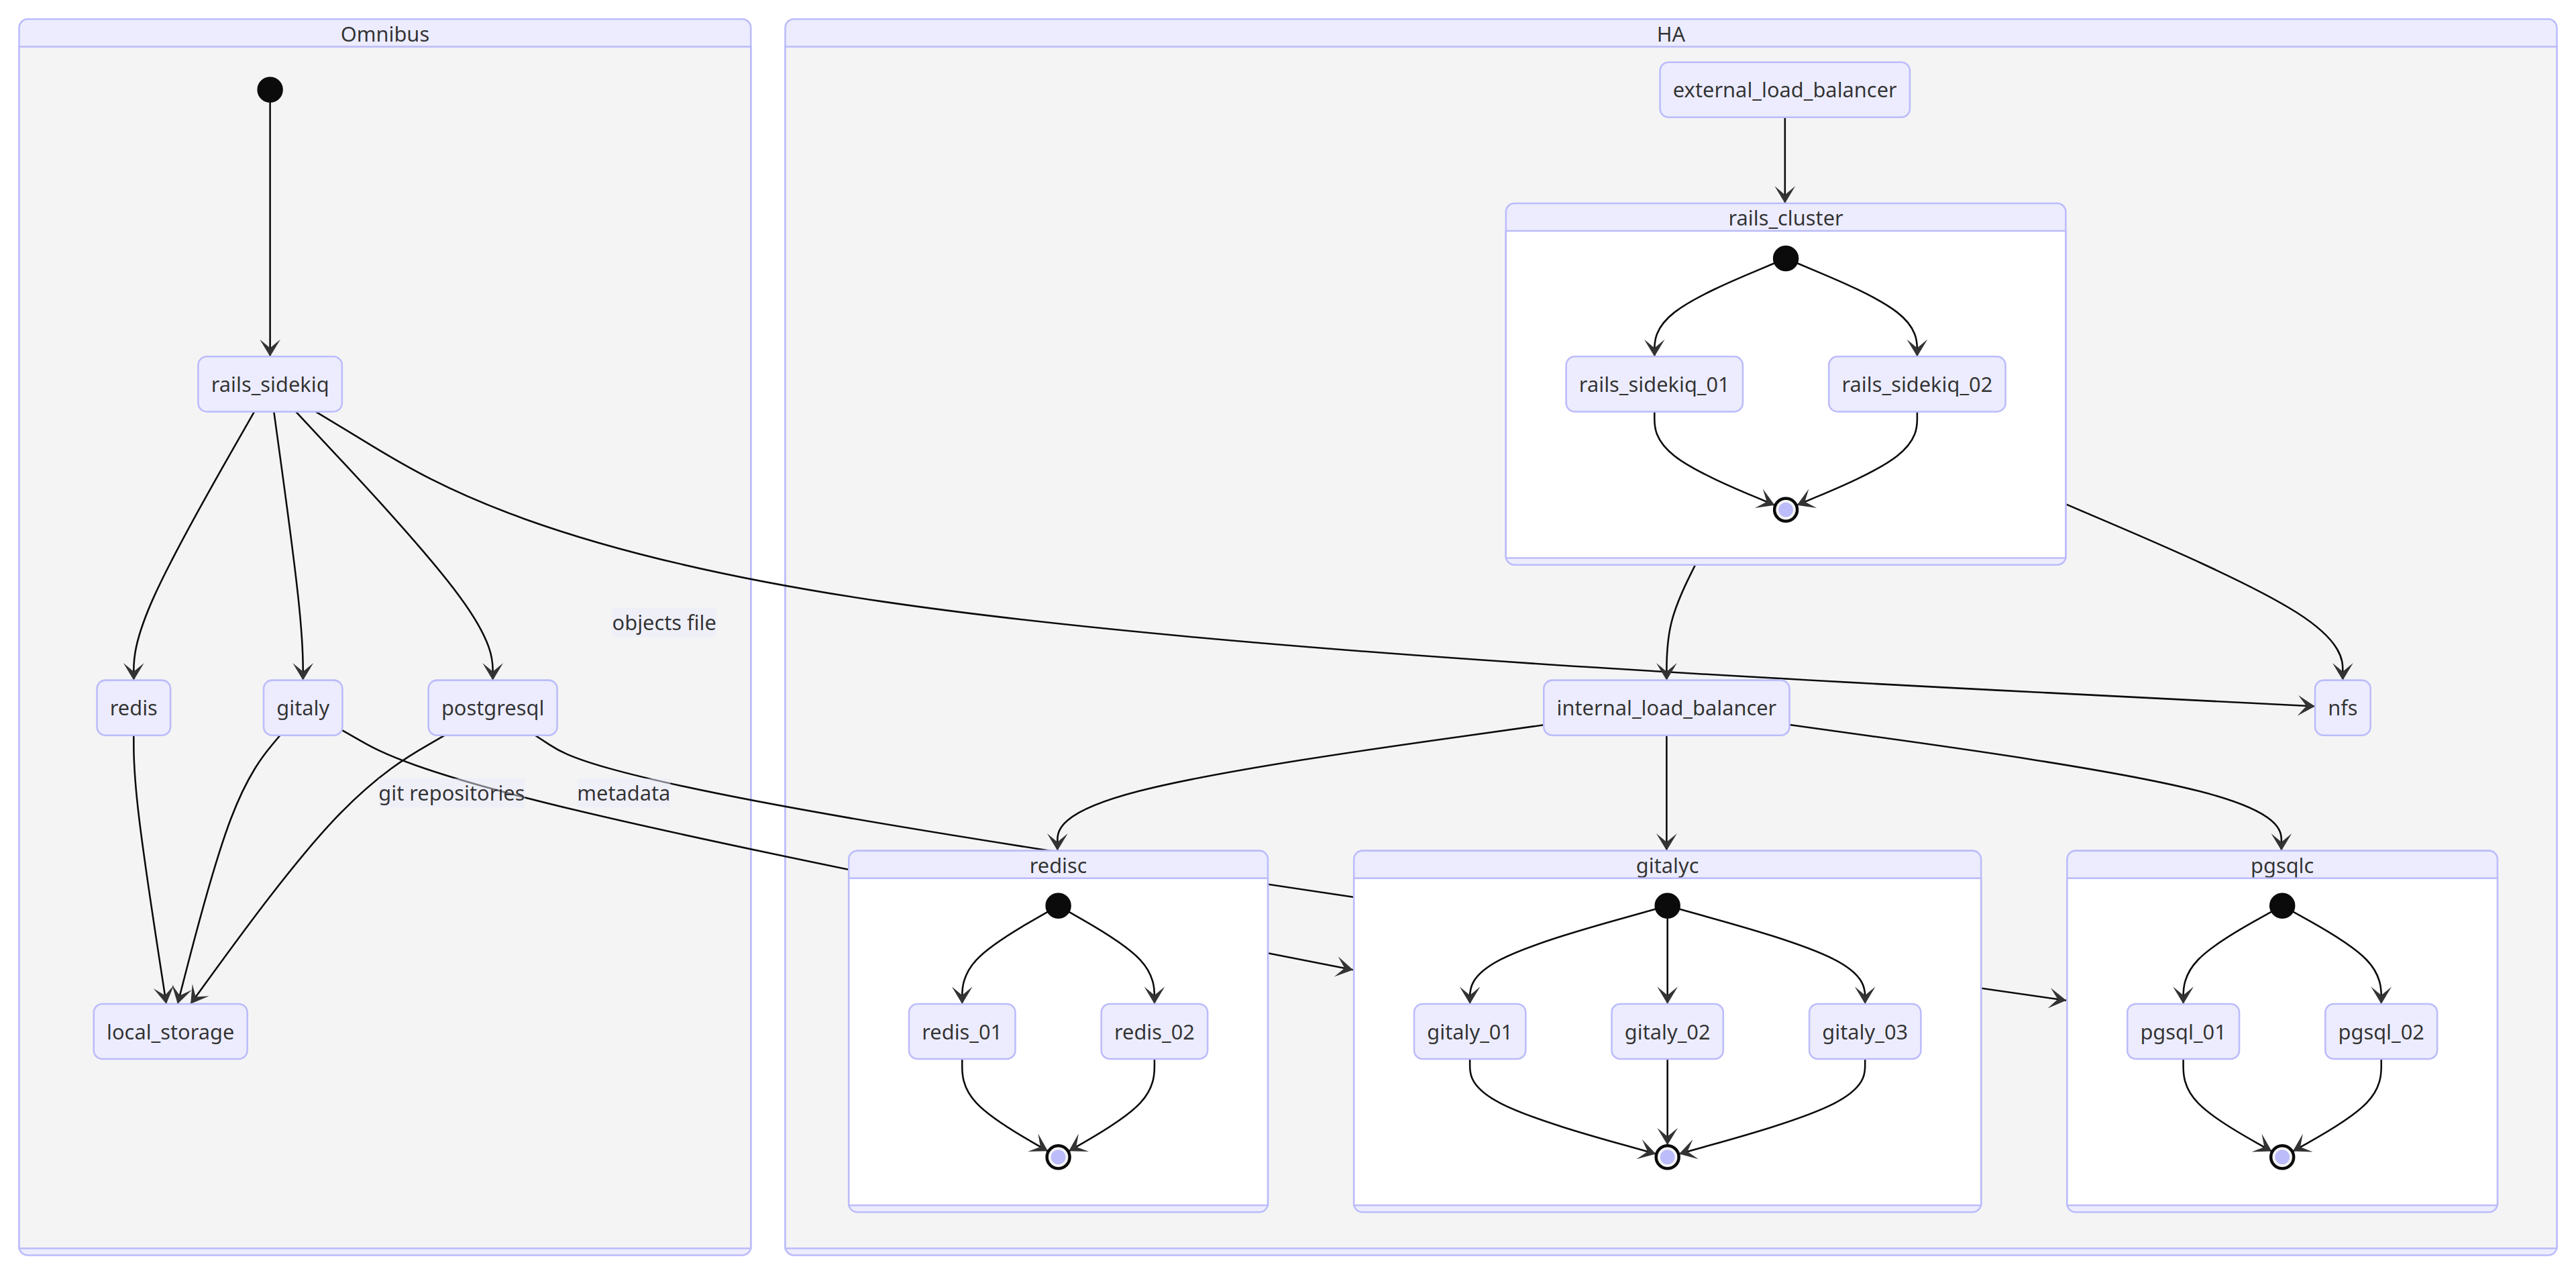 Omnibus
HA
external_load_balancer
rails_cluster
rails_sidekiq
rails_sidekiq_01
rails_sidekiq_02
objects file
redis
gitaly
postgresql
internal_load_balancer
nfs
git repositories
metadata
redisc
gitalyc
pgsqlc
local_storage
redis_01
redis_02
gitaly_01
gitaly_02
gitaly_03
pgsql_01
pgsql_02